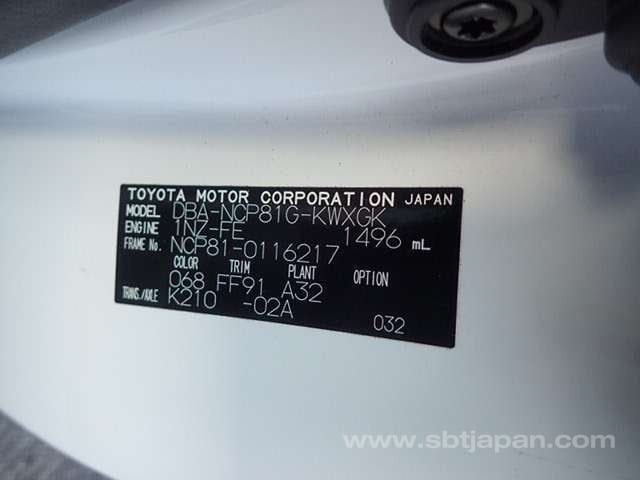 TOYOTA MOTOR CORPORATION JAPAN
MODEL DBA-NCP81G-KWXGK
ENGINE 1NZ-FE 1496 mL
FRAME NO. NCP81-0116217
COLOR TRIM PLANT OPTION
068 FF91 A32
TRANS./AXLE K210 -02A 032
www.sbtjapan.com